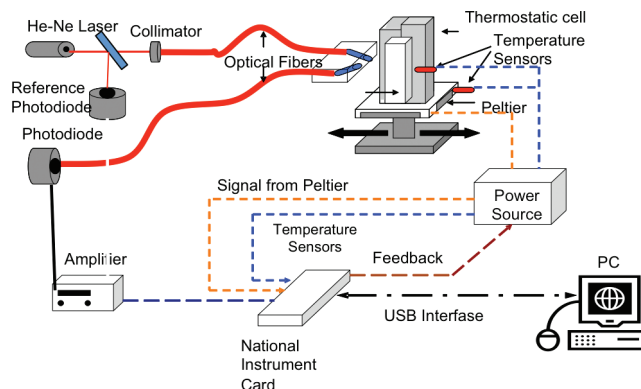 He-Ne Laser
Collimator
Thermostatic cell
Temperature
Sensors
Optical Fibers
Reference
Photodiode
Peltier
Photodiode
Signal from Peltier
Power
Source
Temperature
Sensors
Feedback
PC
Amplifier
USB Interfase
National
Instrument
Card